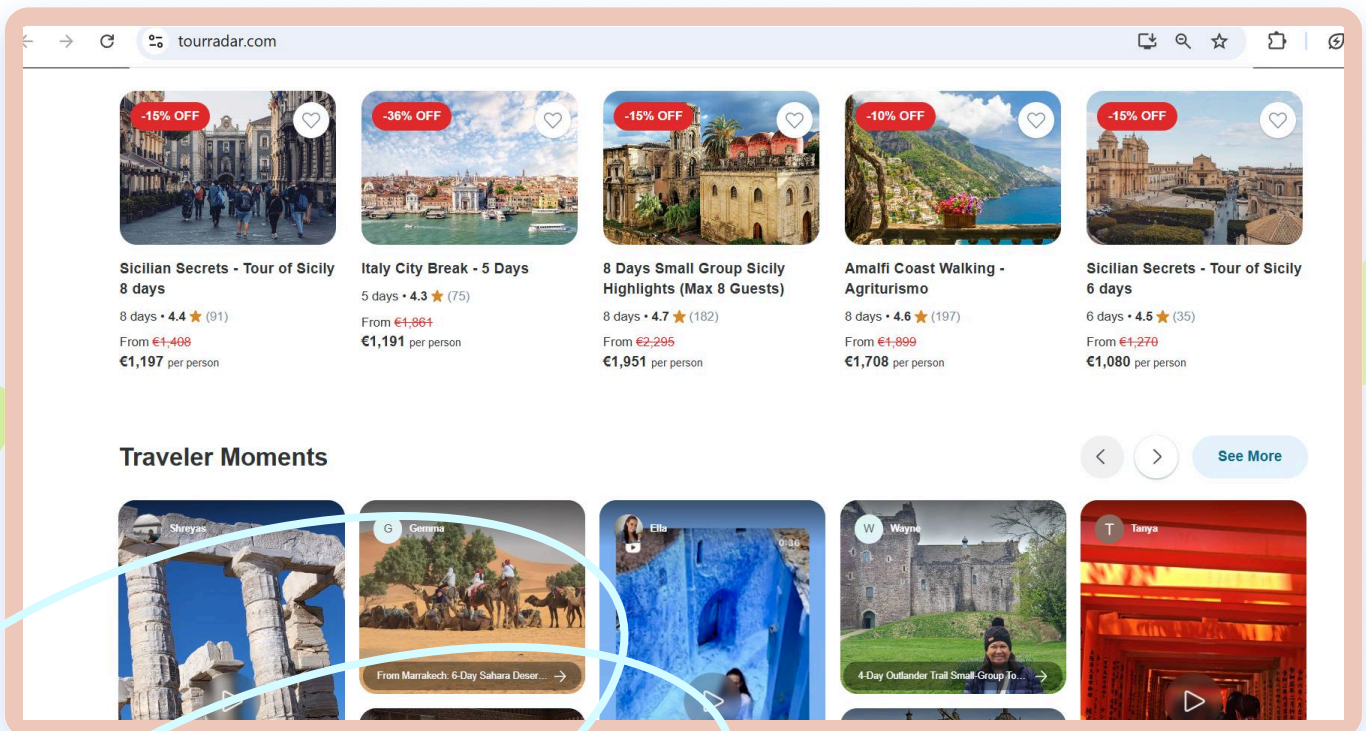 tourradar.com
-15% OFF
-36% OFF
-15% OFF
-10% OFF
-15% OFF
Sicilian Secrets - Tour of Sicily
8 days
8 days • 4.4 ★ (91)
From €1,408
€1,197 per person
Italy City Break - 5 Days
5 days • 4.3 ★ (75)
From €1,861
€1,191 per person
8 Days Small Group Sicily
Highlights (Max 8 Guests)
8 days • 4.7 ★ (182)
From €2,295
€1,951 per person
Amalfi Coast Walking -
Agriturismo
8 days • 4.6 ★ (197)
From €1,899
€1,708 per person
Sicilian Secrets - Tour of Sicily
6 days
6 days • 4.5 ★ (35)
From €1,270
€1,080 per person
Traveler Moments
See More
Shreyas
G Gemma
From Marrakech: 6-Day Sahara Deser...
Ella
0:36
W Wayne
4-Day Outlander Trail Small-Group To...
T Tanya